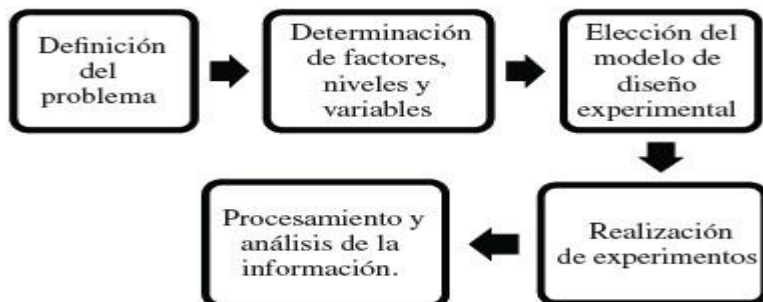 Definición
del
problema
Determinación
de factores,
niveles y
variables
Elección del
modelo de
diseño
experimental
Realización
de experimentos
Procesamiento y
análisis de la
información.